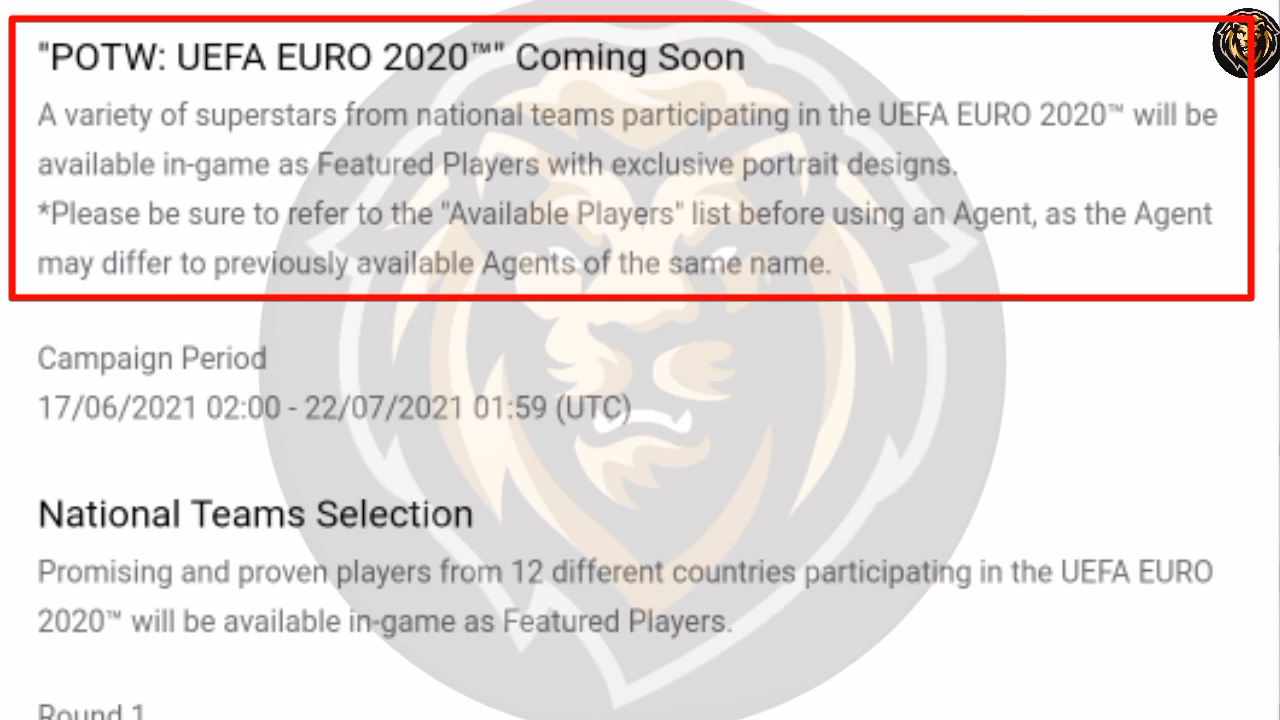 "POTW: UEFA EURO 2020™" Coming Soon
A variety of superstars from national teams participating in the UEFA EURO 2020™ will be
available in-game as Featured Players with exclusive portrait designs.
*Please be sure to refer to the "Available Players" list before using an Agent, as the Agent
may differ to previously available Agents of the same name.
Campaign Period
17/06/2021 02:00 - 22/07/2021 01:59 (UTC)
National Teams Selection
Promising and proven players from 12 different countries participating in the UEFA EURO
2020™ will be available in-game as Featured Players.
Round 1